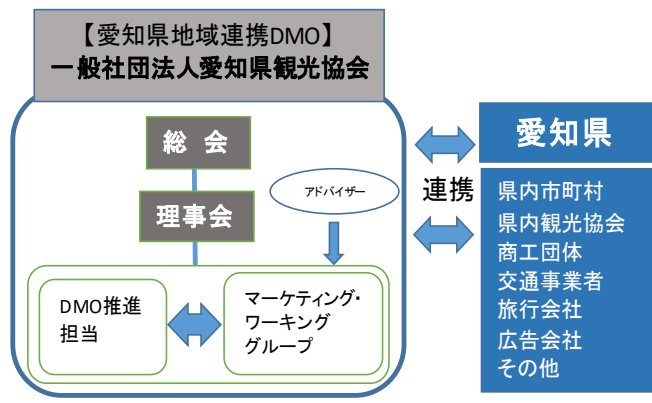 【愛知県地域連携DMO】
一般社団法人愛知県観光協会
総 会
理事会
アドバイザー
DMO推進
担当
マーケティング・
ワーキング
グループ
連携
愛知県
県内市町村
県内観光協会
商工団体
交通事業者
旅行会社
広告会社
その他